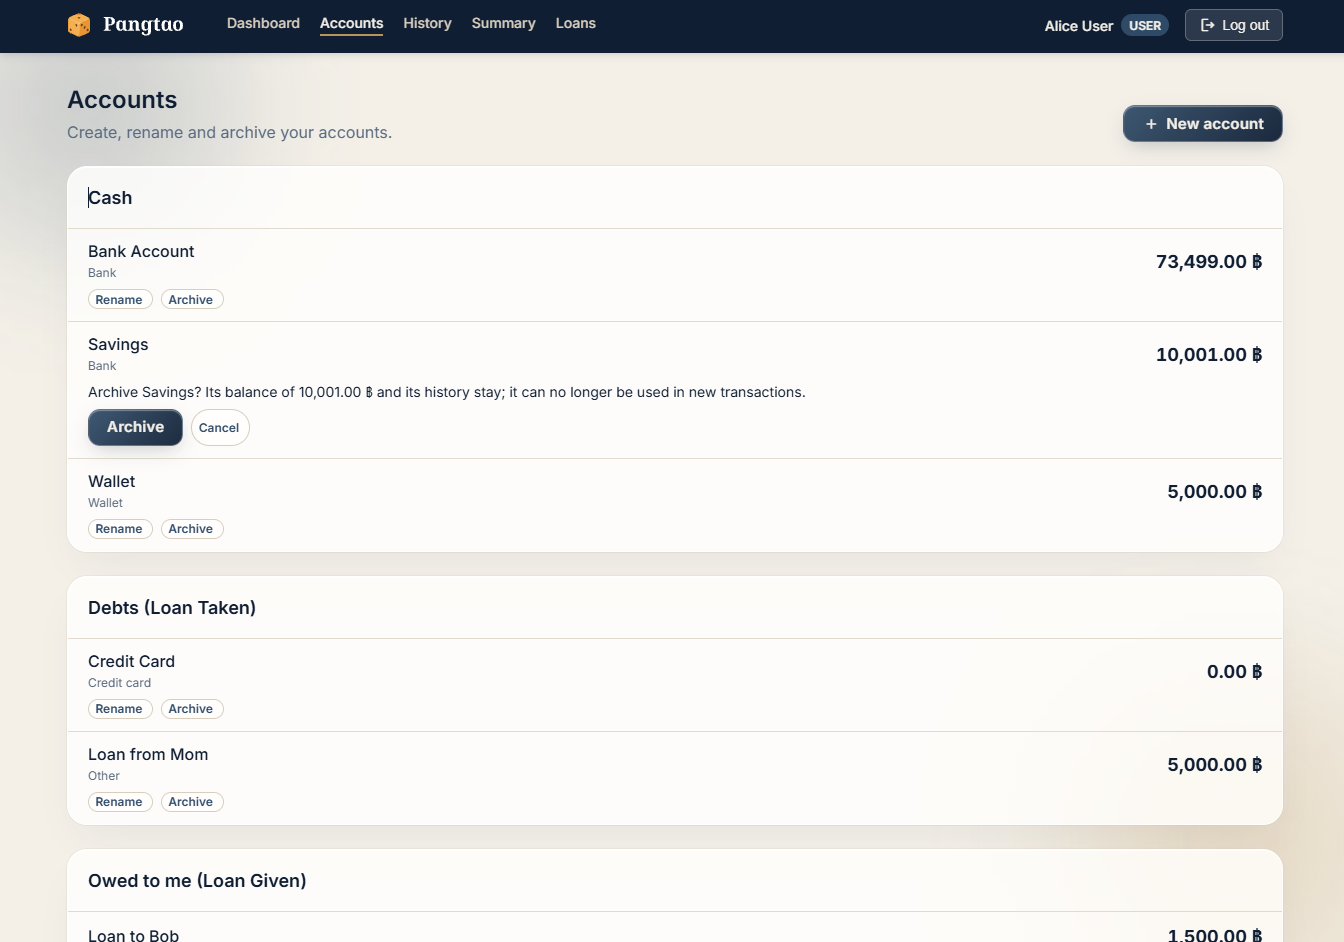 Pangtao
Dashboard Accounts History Summary Loans
Alice User USER Log out
Accounts
Create, rename and archive your accounts.
+ New account
Cash
Bank Account
Bank
73,499.00 ฿
Rename Archive
Savings
Bank
10,001.00 ฿
Archive Savings? Its balance of 10,001.00 ฿ and its history stay; it can no longer be used in new transactions.
Archive Cancel
Wallet
Wallet
5,000.00 ฿
Rename Archive
Debts (Loan Taken)
Credit Card
Credit card
0.00 ฿
Rename Archive
Loan from Mom
Other
5,000.00 ฿
Rename Archive
Owed to me (Loan Given)
Loan to Bob
1,500.00 ฿